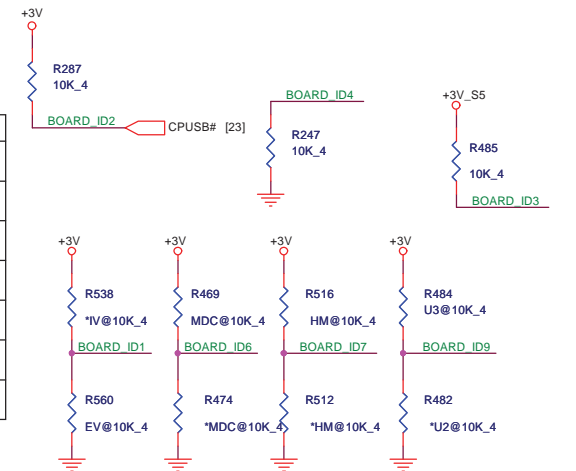 +3V
R287
10K_4
BOARD_ID2
CPUSB# [23]
BOARD_ID4
R247
10K_4
+3V_S5
R485
10K_4
BOARD_ID3
+3V
+3V
+3V
+3V
R538
*IV@10K_4
R469
MDC@10K_4
R516
HM@10K_4
R484
U3@10K_4
BOARD_ID1
BOARD_ID6
BOARD_ID7
BOARD_ID9
R560
EV@10K_4
R474
*MDC@10K_4
R512
*HM@10K_4
R482
*U2@10K_4